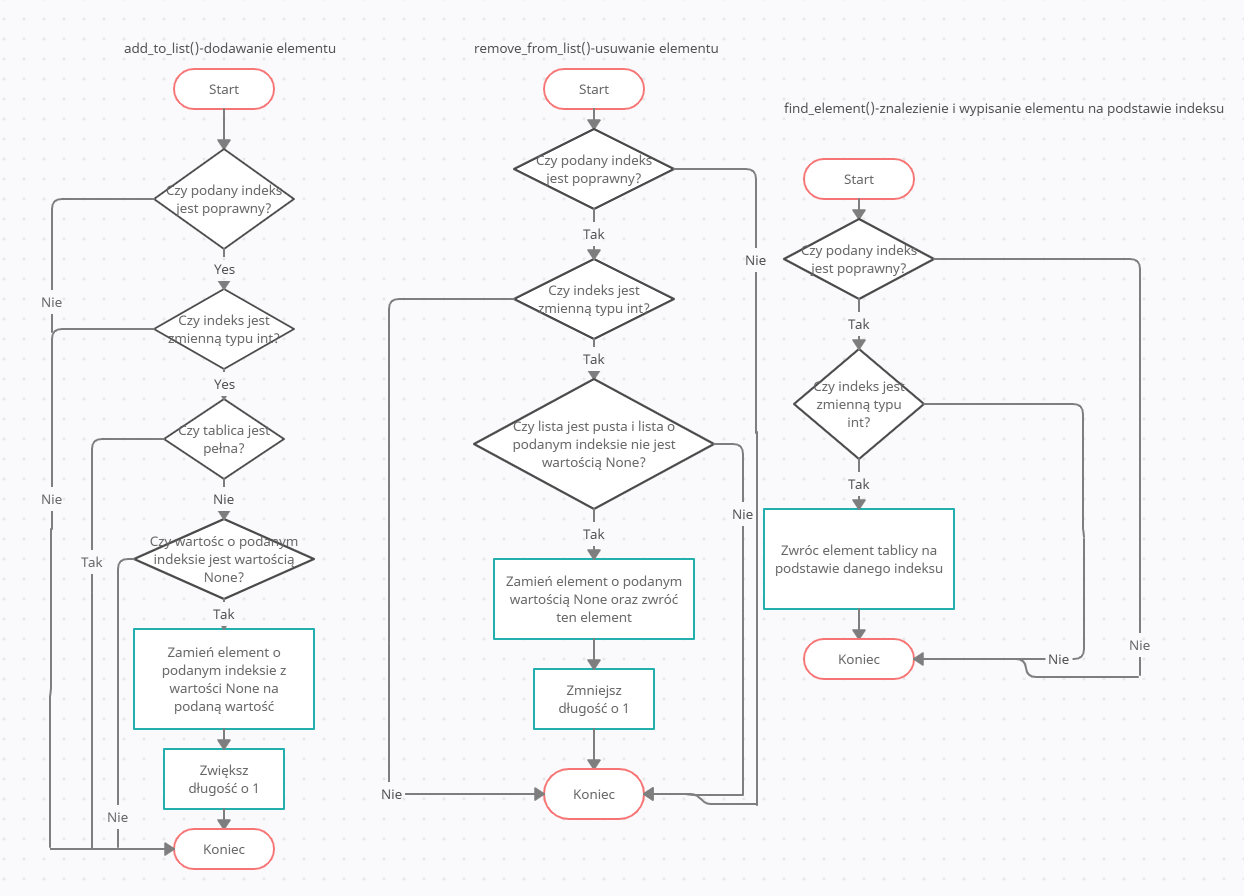 add_to_list()-dodawanie elementu
Start
Czy podany indeks
jest poprawny?
Nie
Yes
Czy indeks jest
zmienną typu int?
Nie
Yes
Czy tablica jest
pełna?
Tak
Nie
Czy wartośc o podanym
indeksie jest wartością
None?
Nie
Tak
Zamień element o
podanym indeksie z
wartości None na
podaną wartość
Zwiększ
długość o 1
Koniec
remove_from_list()-usuwanie elementu
Start
Czy podany indeks
jest poprawny?
Nie
Tak
Czy indeks jest
zmienną typu int?
Nie
Tak
Czy lista jest pusta i lista o
podanym indeksie nie jest
wartością None?
Nie
Tak
Zamień element o podanym
wartością None oraz zwróć
ten element
Zmniejsz
długość o 1
Koniec
find_element()-znalezienie i wypisanie elementu na podstawie indeksu
Start
Czy podany indeks
jest poprawny?
Nie
Tak
Czy indeks jest
zmienną typu
int?
Nie
Tak
Zwróc element tablicy na
podstawie danego indeksu
Koniec